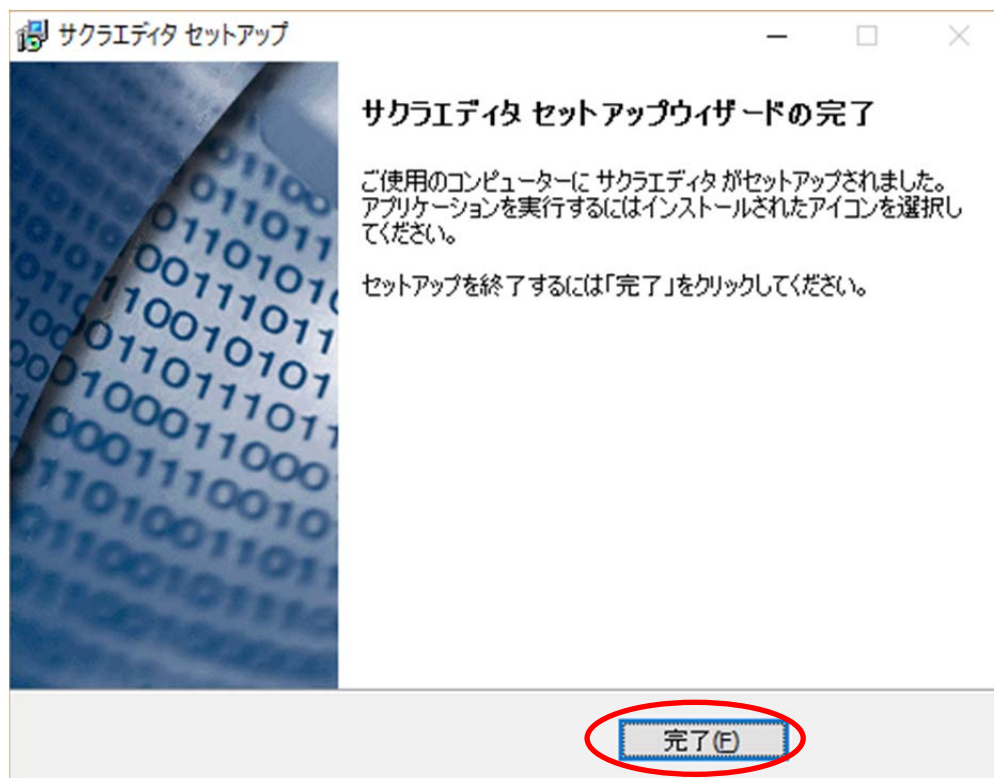 サクラエディタ セットアップ
サクラエディタ セットアップウィザードの完了
ご使用のコンピューターに サクラエディタ がセットアップされました。
アプリケーションを実行するにはインストールされたアイコンを選択し
てください。
セットアップを終了するには「完了」をクリックしてください。
完了(F)